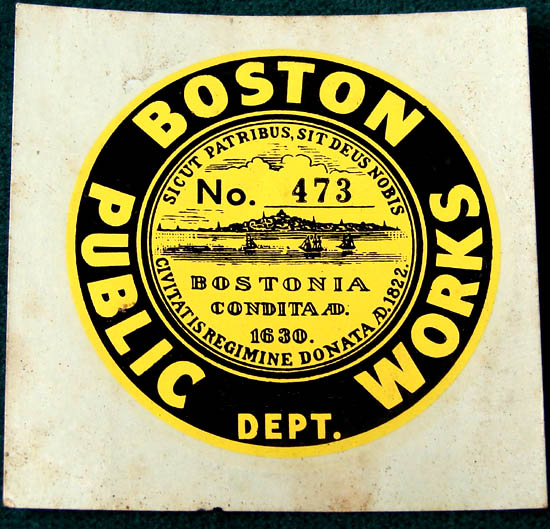 BOSTON
PUBLIC
WORKS
DEPT.
SICUT PATRIBUS, SIT DEUS NOBIS
No. 473
BOSTONIA
CONDITA AD.
1630.
CIVITATIS REGIMINE DONATA AD. 1822.